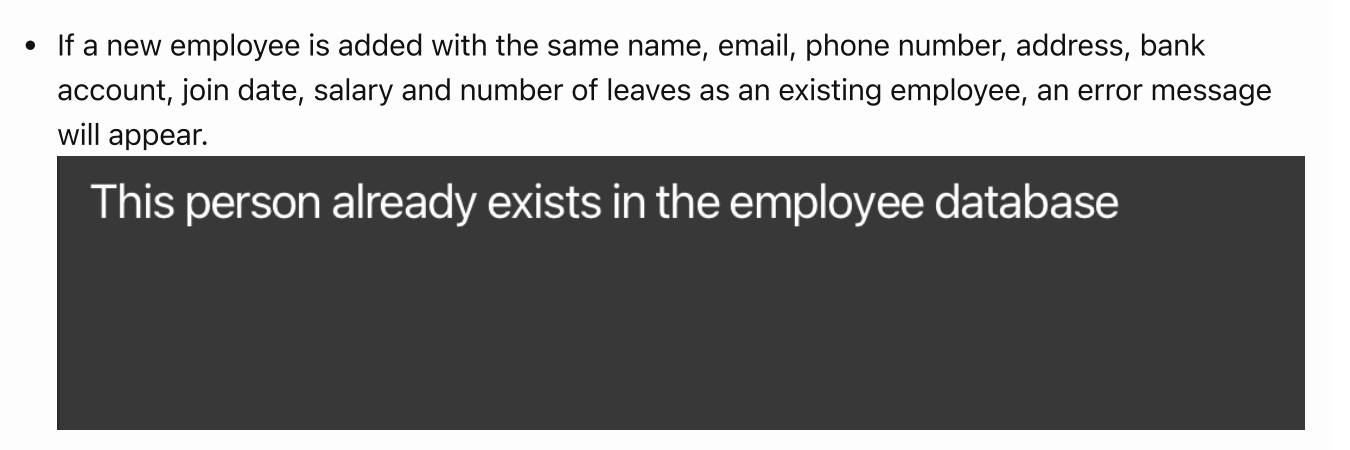 • If a new employee is added with the same name, email, phone number, address, bank
account, join date, salary and number of leaves as an existing employee, an error message
will appear.
This person already exists in the employee database